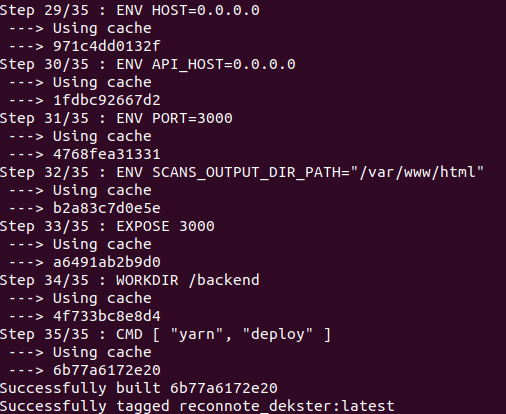 Step 29/35 : ENV HOST=0.0.0.0
 ---> Using cache
 ---> 971c4dd0132f
Step 30/35 : ENV API_HOST=0.0.0.0
 ---> Using cache
 ---> 1fdbc92667d2
Step 31/35 : ENV PORT=3000
 ---> Using cache
 ---> 4768fea31331
Step 32/35 : ENV SCANS_OUTPUT_DIR_PATH="/var/www/html"
 ---> Using cache
 ---> b2a83c7d0e5e
Step 33/35 : EXPOSE 3000
 ---> Using cache
 ---> a6491ab2b9d0
Step 34/35 : WORKDIR /backend
 ---> Using cache
 ---> 4f733bc8e8d4
Step 35/35 : CMD [ "yarn", "deploy" ]
 ---> Using cache
 ---> 6b77a6172e20
Successfully built 6b77a6172e20
Successfully tagged reconnote_dekster:latest